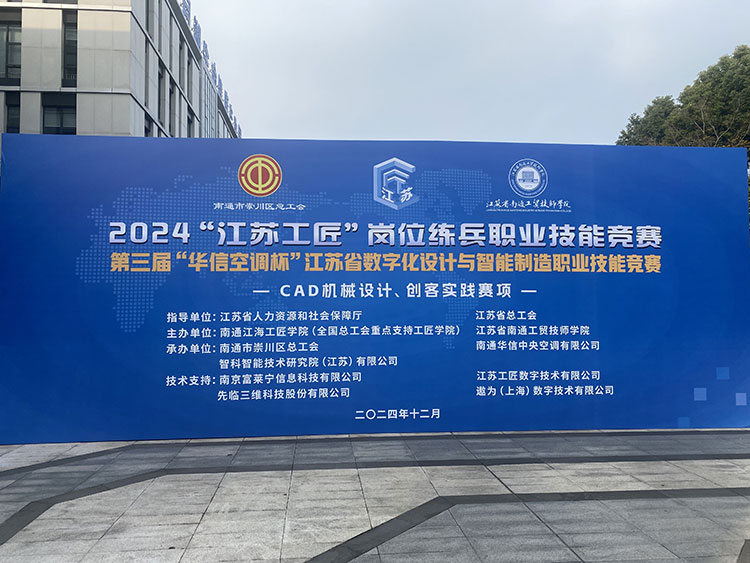 南通市崇川区总工会
江苏
江苏省南通工贸技師学院
2024“江苏工匠”岗位练兵职业技能竞赛
第三届“华信空调杯”江苏省数字化设计与智能制造职业技能竞赛
— CAD机械设计、创客实践赛项 —
指导单位：江苏省人力资源和社会保障厅 江苏省总工会
主办单位：南通江海工匠学院（全国总工会重点支持工匠学院） 江苏省南通工贸技师学院
承办单位：南通市崇川区总工会 南通华信中央空调有限公司
智科智能技术研究院（江苏）有限公司
技术支持：南京富莱宁信息科技有限公司 江苏工匠数字技术有限公司
先临三维科技股份有限公司 遨为（上海）数字技术有限公司
二〇二四年十二月